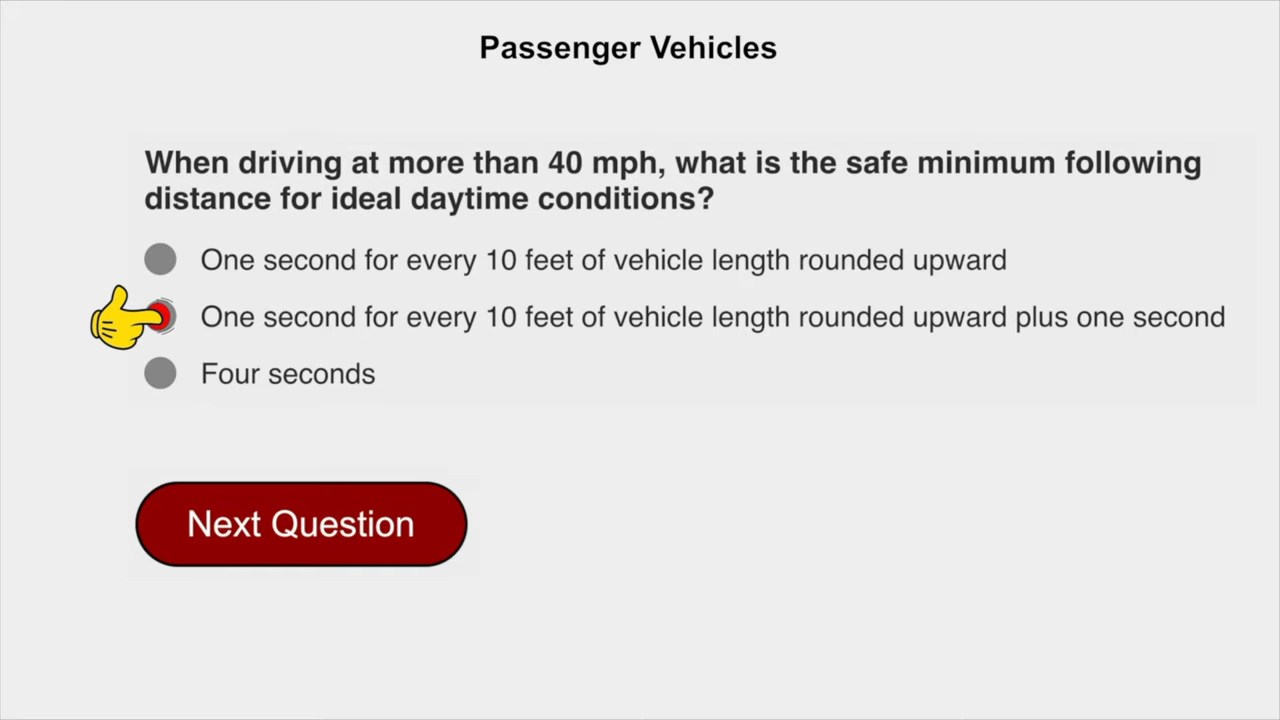 Passenger Vehicles
When driving at more than 40 mph, what is the safe minimum following
distance for ideal daytime conditions?
One second for every 10 feet of vehicle length rounded upward
One second for every 10 feet of vehicle length rounded upward plus one second
Four seconds
Next Question